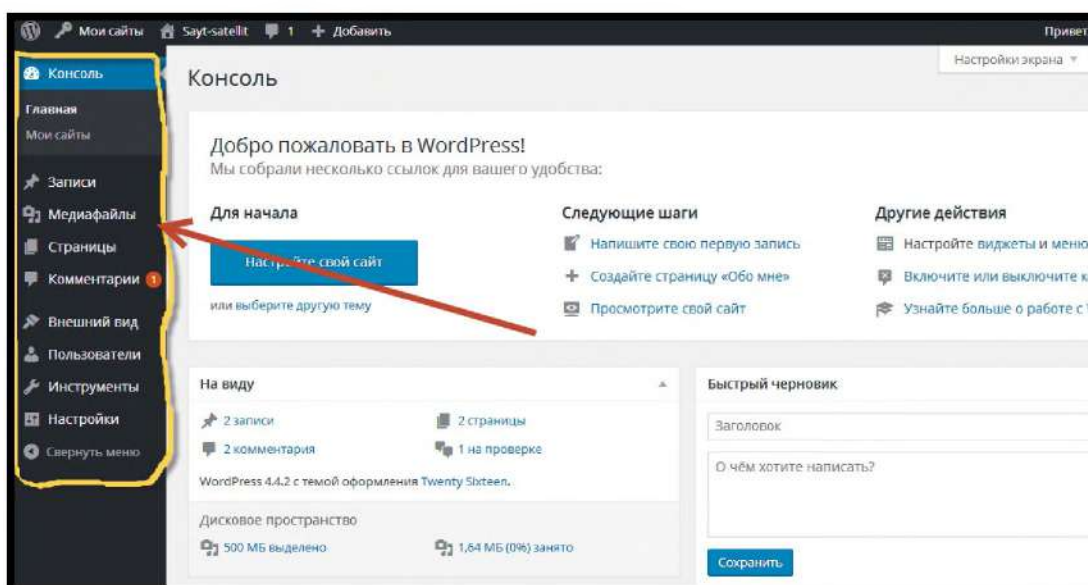 Мои сайты Sayt-satellit 1 + Добавить Привет
Консоль
Главная
Мои сайты
Записи
Медиафайлы
Страницы
Комментарии 1
Внешний вид
Пользователи
Инструменты
Настройки
Свернуть меню
Настройки экрана
Консоль
Добро пожаловать в WordPress!
Мы собрали несколько ссылок для вашего удобства:
Для начала
Настройте свой сайт
или выберите другую тему
Следующие шаги
Напишите свою первую запись
Создайте страницу «Обо мне»
Просмотрите свой сайт
Другие действия
Настройте виджеты и меню
Включите или выключите к
Узнайте больше о работе с
На виду
2 записи
2 страницы
2 комментария
1 на проверке
WordPress 4.4.2 с темой оформления Twenty Sixteen.
Дисковое пространство
500 МБ выделено
1,64 МБ (0%) занято
Быстрый черновик
Заголовок
О чём хотите написать?
Сохранить